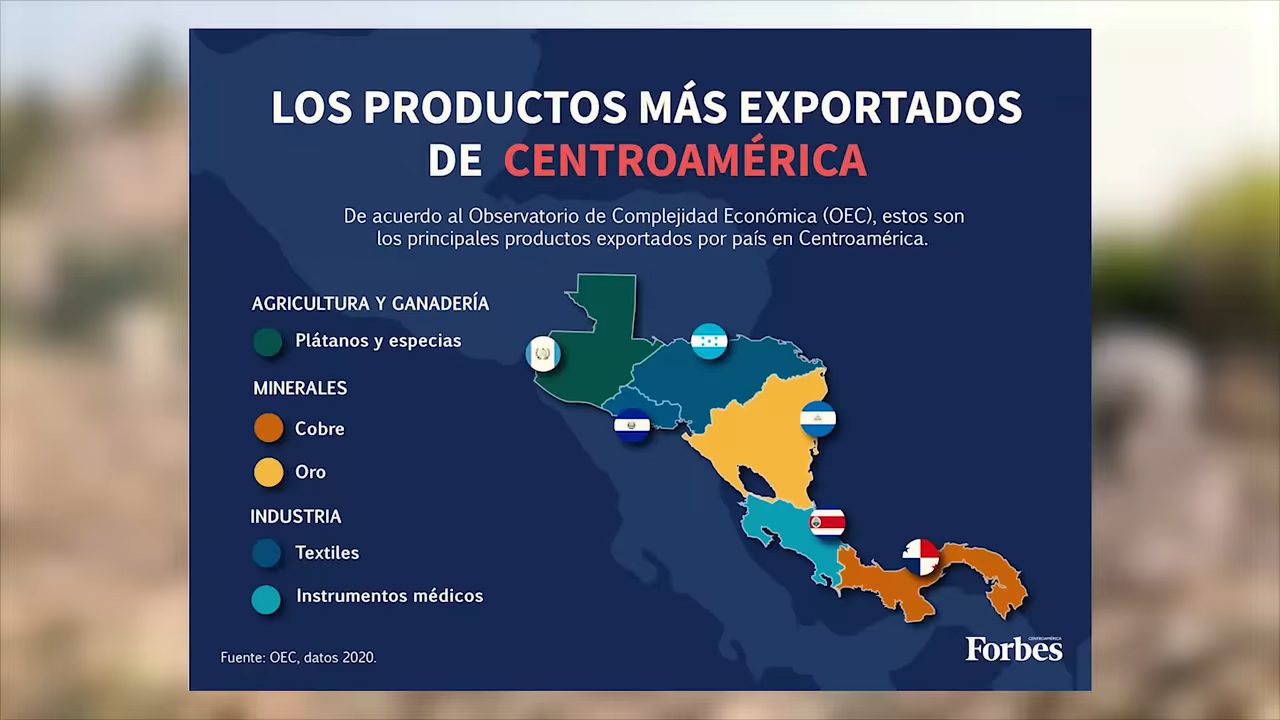 LOS PRODUCTOS MÁS EXPORTADOS
DE CENTROAMÉRICA
De acuerdo al Observatorio de Complejidad Económica (OEC), estos son
los principales productos exportados por país en Centroamérica.
AGRICULTURA Y GANADERÍA
Plátanos y especias
MINERALES
Cobre
Oro
INDUSTRIA
Textiles
Instrumentos médicos
Fuente: OEC, datos 2020.
CENTROAMÉRICA
Forbes